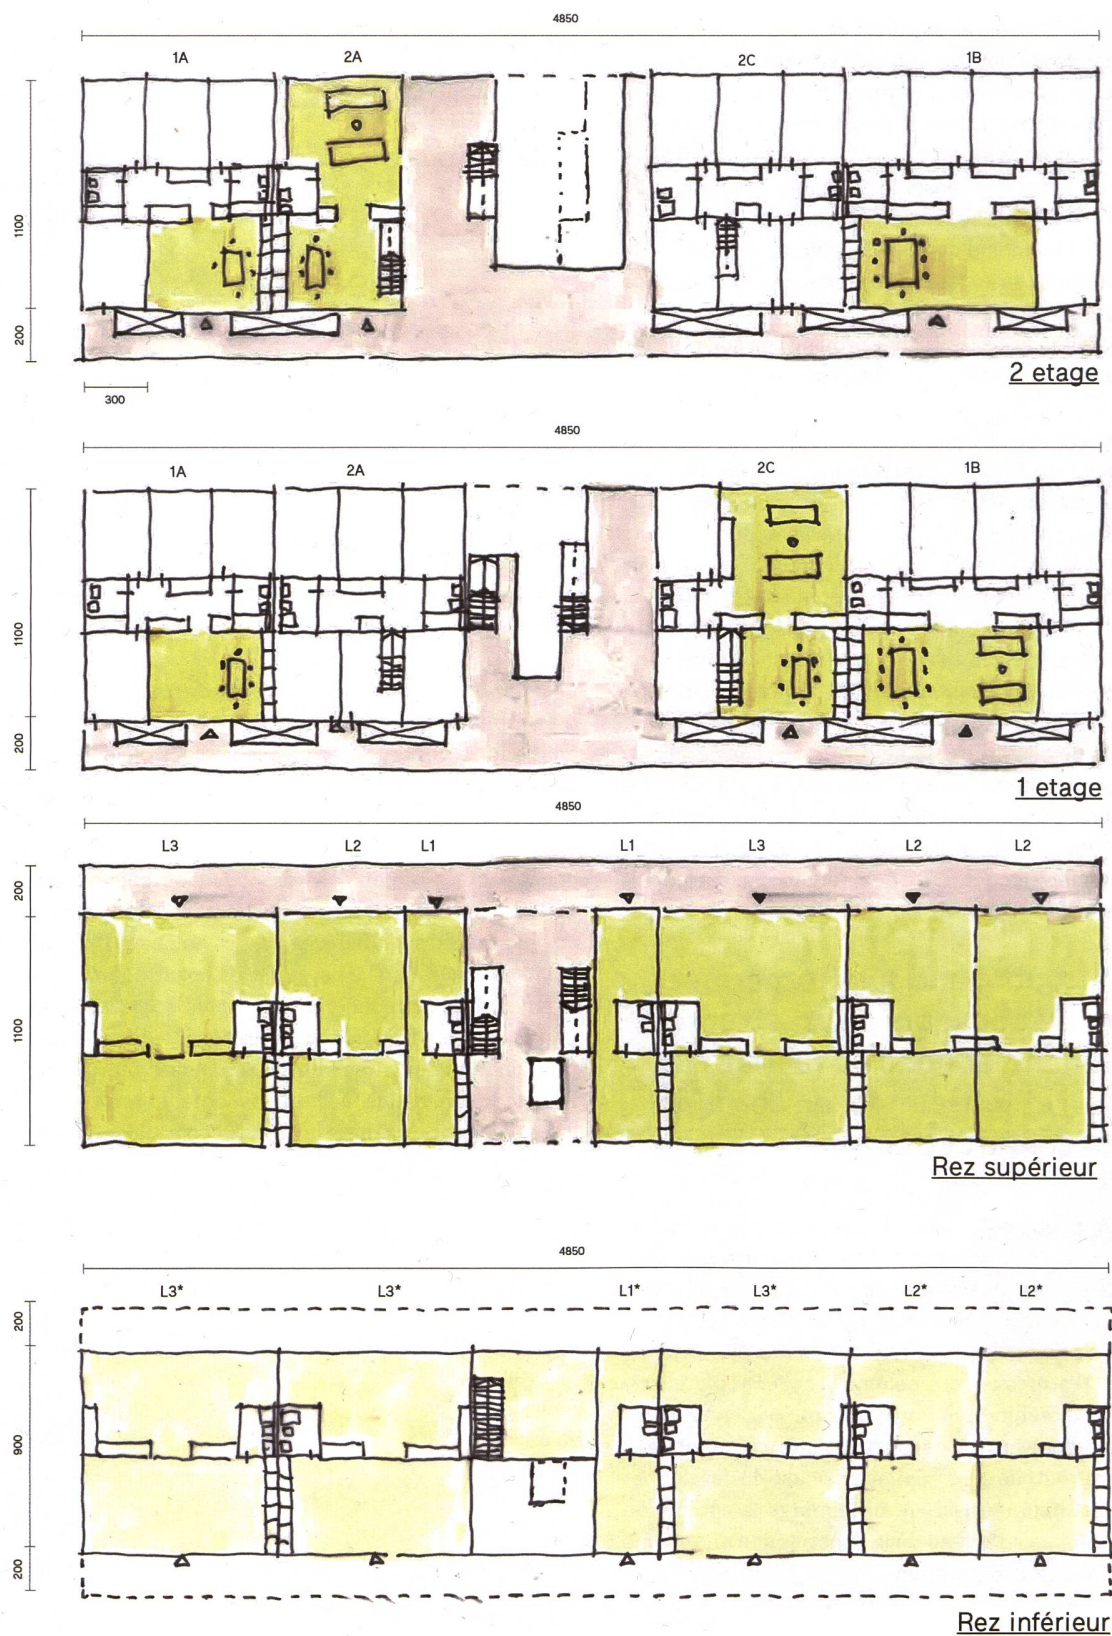 4850
1A 2A 2C 1B
1100
200
2 etage
300
4850
1A 2A 2C 1B
1100
200
1 etage
4850
L3 L2 L1 L1 L3 L2 L2
200
1100
Rez supérieur
4850
L3* L3* L1* L3* L2* L2*
200
900
200
Rez inférieur